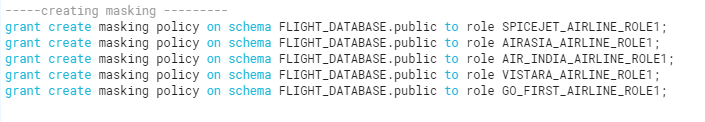 -----creating masking ---------
grant create masking policy on schema FLIGHT_DATABASE.public to role SPICEJET_AIRLINE_ROLE1;
grant create masking policy on schema FLIGHT_DATABASE.public to role AIRASIA_AIRLINE_ROLE1;
grant create masking policy on schema FLIGHT_DATABASE.public to role AIR_INDIA_AIRLINE_ROLE1;
grant create masking policy on schema FLIGHT_DATABASE.public to role VISTARA_AIRLINE_ROLE1;
grant create masking policy on schema FLIGHT_DATABASE.public to role GO_FIRST_AIRLINE_ROLE1;